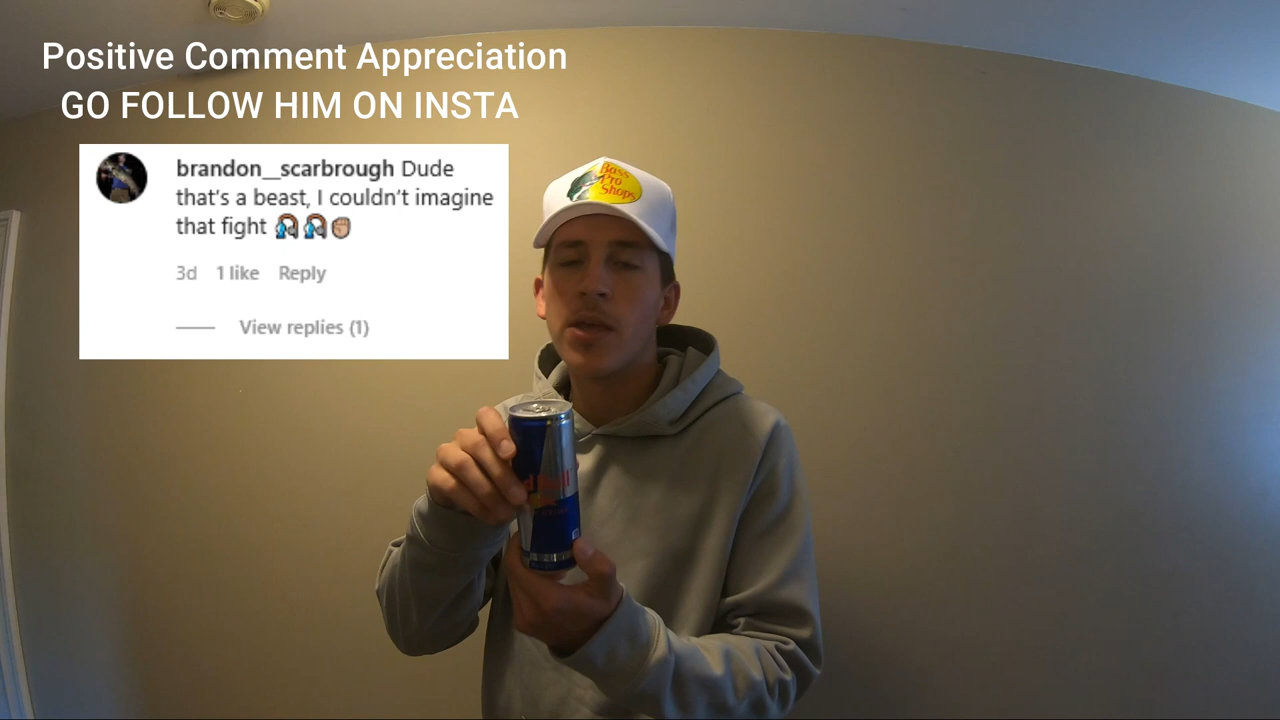 Positive Comment Appreciation
GO FOLLOW HIM ON INSTA
brandon__scarbrough Dude
that's a beast, I couldn't imagine
that fight
3d 1 like Reply
View replies (1)
Bass
Pro
Shops